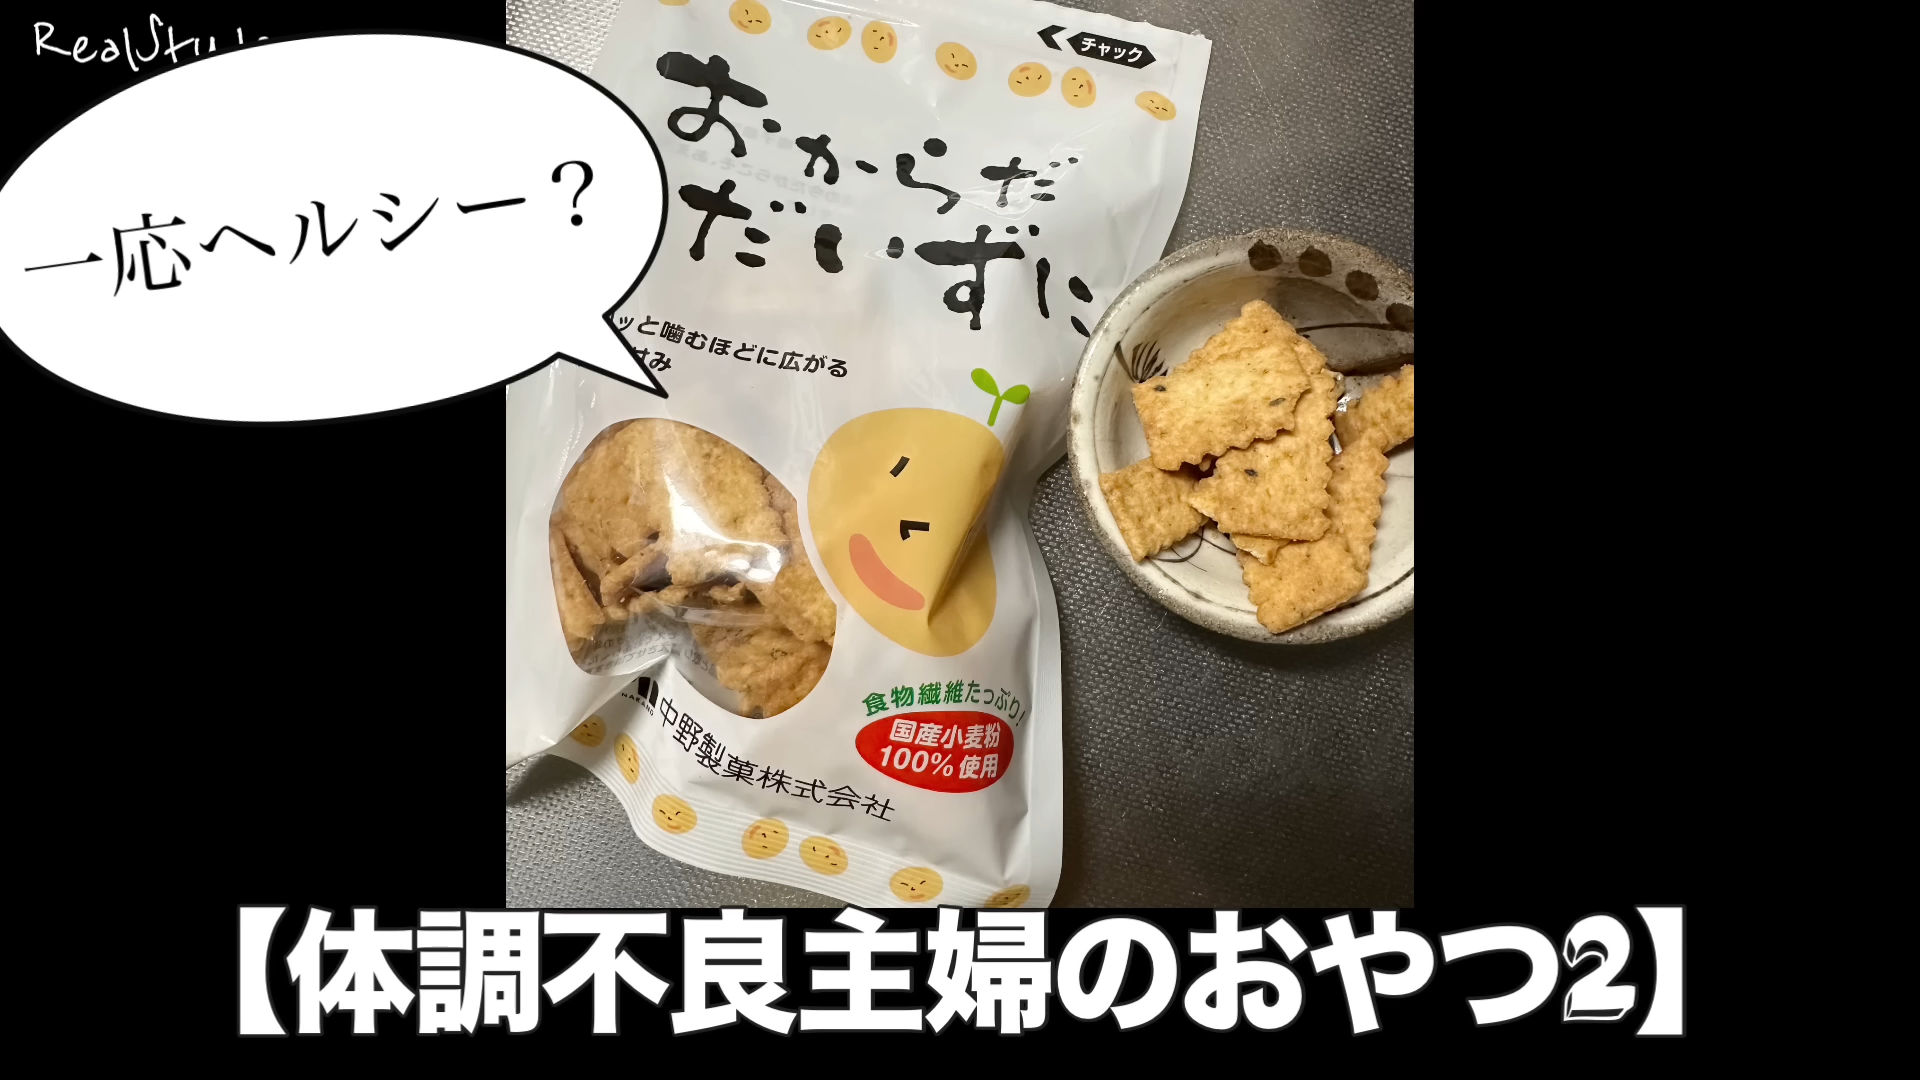 RealStu
チャック
一応ヘルシー？
おからだ
だいずに
ッと噛むほどに広がる
甘み
食物繊維たっぷり!
国産小麦粉
100%使用
NAKANO
中野製菓株式会社
【体調不良主婦のおやつ2】